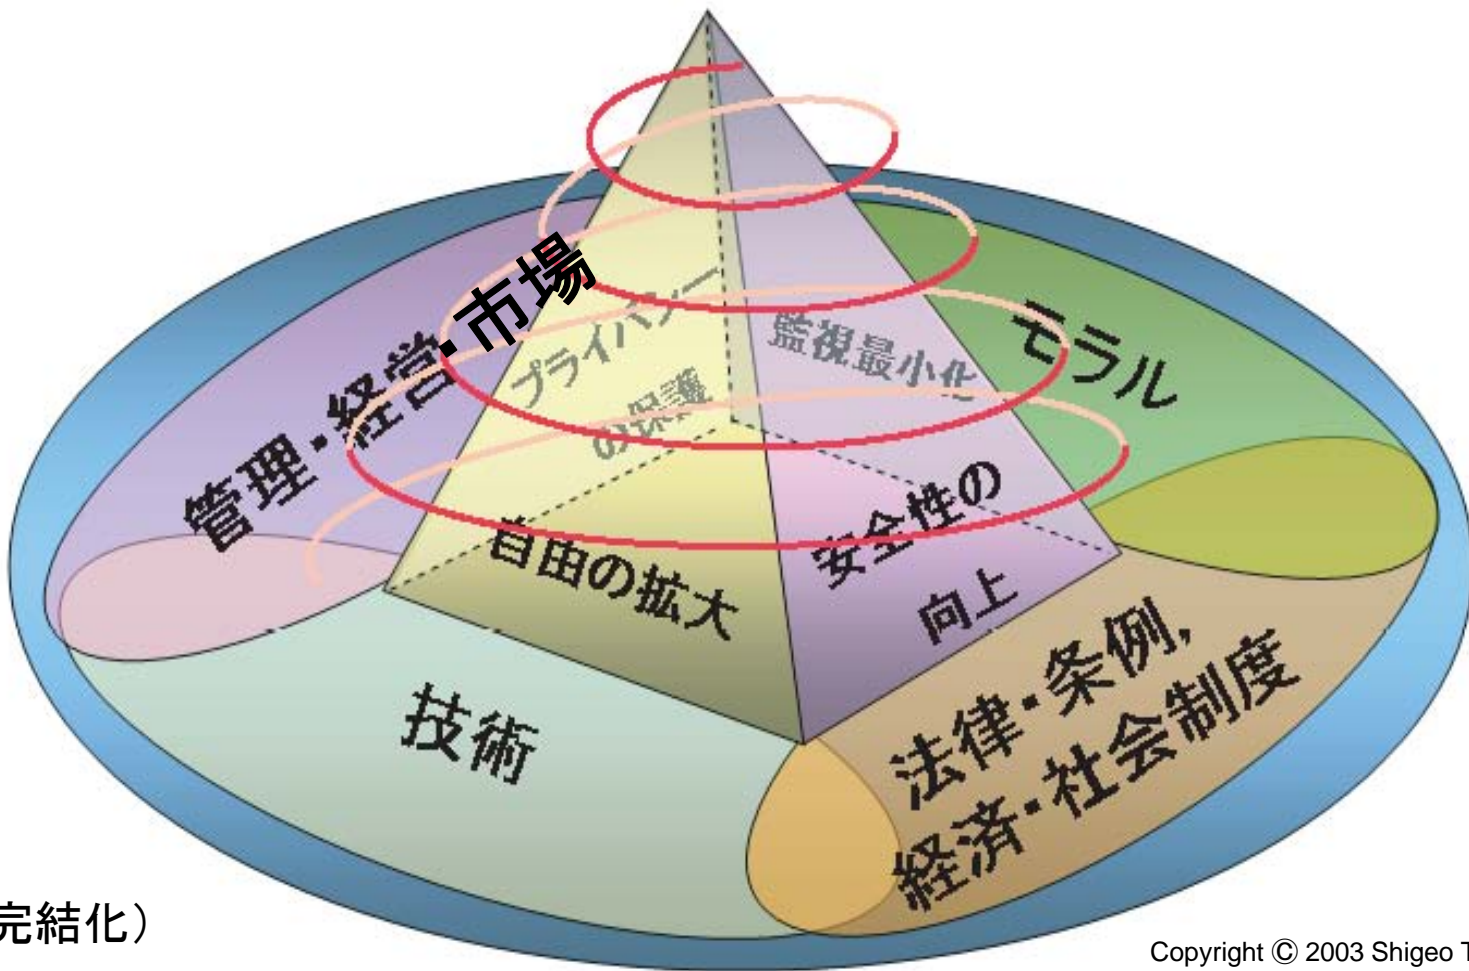 管理・経営・市場
プライバシー
の保護
監視最小化
モラル
自由の拡大
安全性の
向上
技術
法律・条例,
経済・社会制度
完結化）
Copyright © 2003 Shigeo T